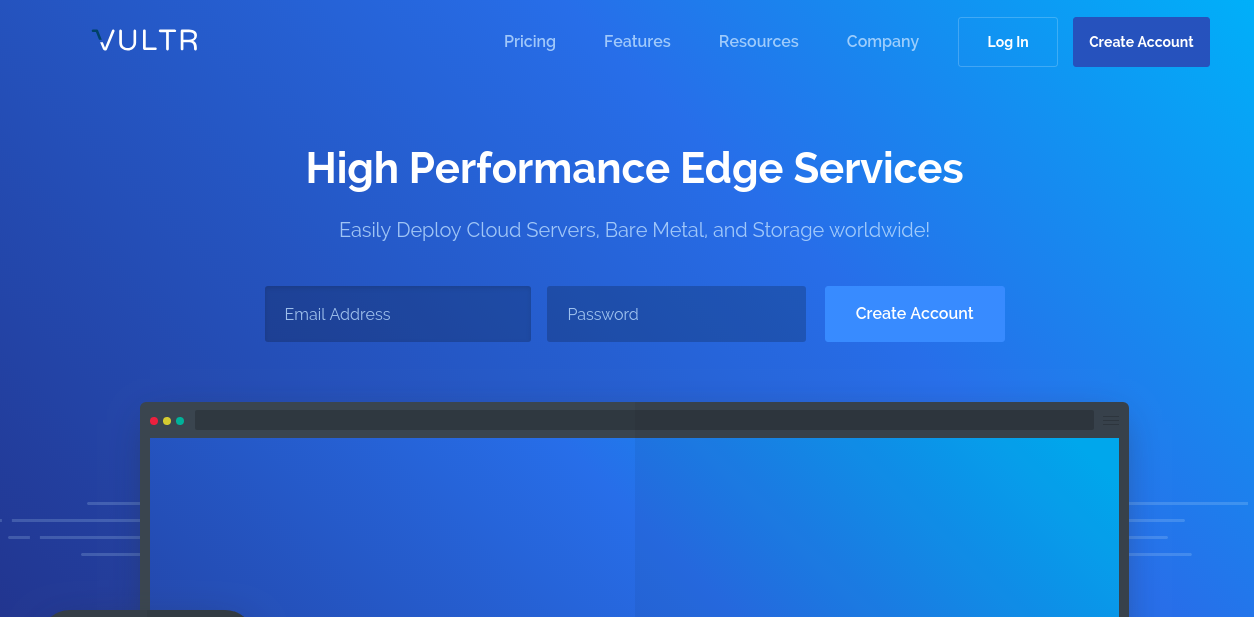 VULTR
Pricing Features Resources Company Log In Create Account
High Performance Edge Services
Easily Deploy Cloud Servers, Bare Metal, and Storage worldwide!
Email Address Password Create Account